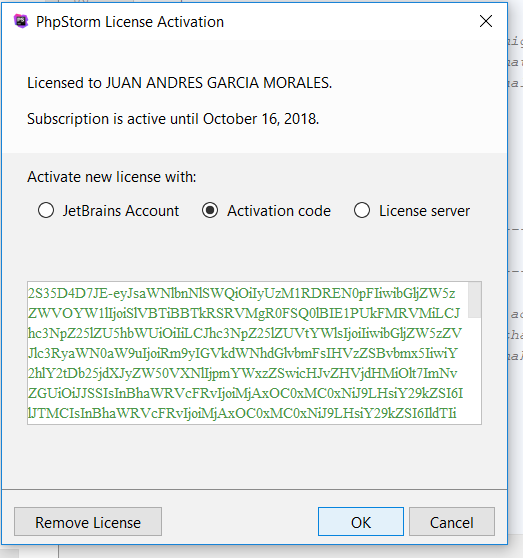 PhpStorm License Activation
Licensed to JUAN ANDRES GARCIA MORALES.
Subscription is active until October 16, 2018.
Activate new license with:
JetBrains Account
Activation code
License server
2S35D4D7JE-eyJsaWNlbnNlSWQiOiIyUzM1RDREN0pFIiwibGljZW5z
ZWVOYW1lIjoiSlVBTiBBTkRSRVMgR0FSQ0lBIE1PUkFMRVMiLCJ
hc3NpZ25lZU5hbWUiOiIiLCJhc3NpZ25lZUVtYWlsIjoiIiwibGljZW5zZV
Jlc3RyaWN0aW9uIjoiRm9yIGVkdWNhdGlvbmFsIHVzZSBvbmx5IiwiY
2hlY2tDb25jdXJyZW50VXNlIjpmYWxzZSwicHJvZHVjdHMiOlt7ImNv
ZGUiOiJJSSIsInBhaWRVcFRvIjoiMjAxOC0xMC0xNiJ9LHsiY29kZSI6I
lJTMCIsInBhaWRVcFRvIjoiMjAxOC0xMC0xNiJ9LHsiY29kZSI6IldTIi
Remove License
OK
Cancel